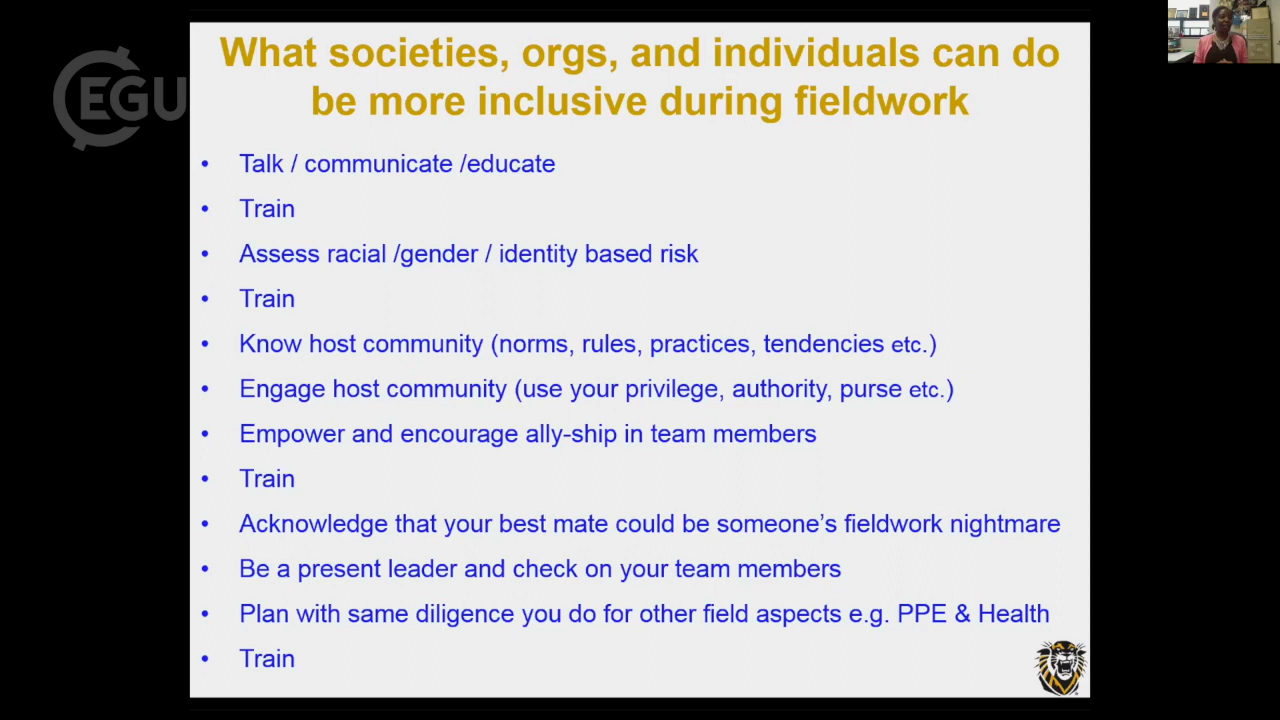 What societies, orgs, and individuals can do
be more inclusive during fieldwork
EGU
• Talk / communicate /educate
• Train
• Assess racial /gender / identity based risk
• Train
• Know host community (norms, rules, practices, tendencies etc.)
• Engage host community (use your privilege, authority, purse etc.)
• Empower and encourage ally-ship in team members
• Train
• Acknowledge that your best mate could be someone’s fieldwork nightmare
• Be a present leader and check on your team members
• Plan with same diligence you do for other field aspects e.g. PPE & Health
• Train